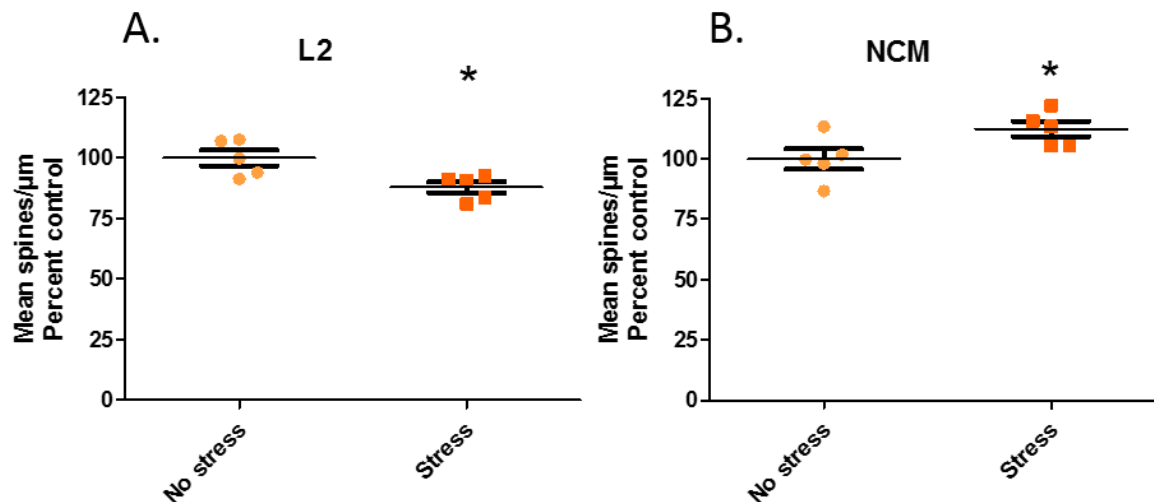 A.
L2
*
Mean spines/µm
Percent control
125
100
75
50
25
0
No stress
Stress
B.
NCM
*
Mean spines/µm
Percent control
125
100
75
50
25
0
No stress
Stress